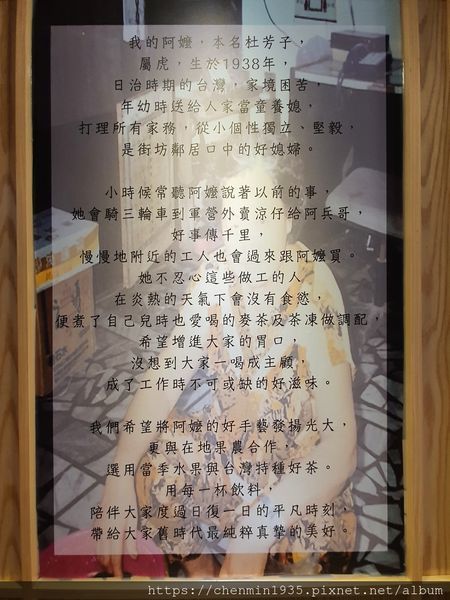 我的阿嬤，本名杜芳子，
屬虎，生於1938年，
日治時期的台灣，家境困苦，
年幼時送給人家當童養媳，
打理所有家務，從小個性獨立、堅毅，
是街坊鄰居口中的好媳婦。
小時候常聽阿嬤說著以前的事，
她會騎三輪車到軍營外賣涼仔給阿兵哥，
好事傳千里，
慢慢地附近的工人也會過來跟阿嬤買。
她不忍心這些做工的人
在炎熱的天氣下會沒有食慾，
便煮了自己兒時也愛喝的麥茶及茶凍做調配，
希望增進大家的胃口，
沒想到大家一喝成主顧，
成了工作時不可或缺的好滋味。
我們希望將阿嬤的好手藝發揚光大，
更與在地果農合作，
選用當季水果與台灣特種好茶。
用每一杯飲料，
陪伴大家度過日復一日的平凡時刻，
帶給大家舊時代最純粹真摯的美好。
https://chenmin1935.pixnet.net/album